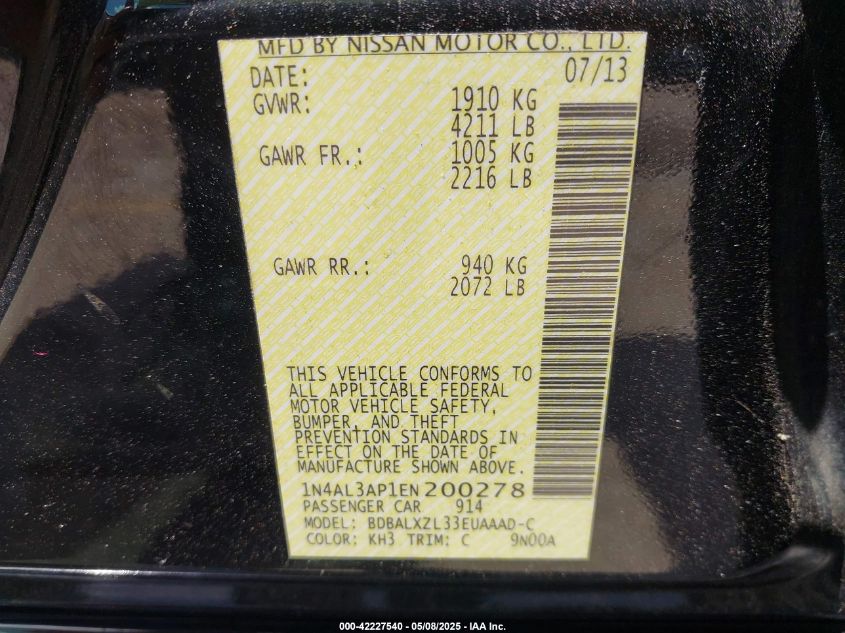 MFD BY NISSAN MOTOR CO., LTD.
DATE: 07/13
GVWR: 1910 KG
4211 LB
GAWR FR.: 1005 KG
2216 LB
GAWR RR.: 940 KG
2072 LB
THIS VEHICLE CONFORMS TO
ALL APPLICABLE FEDERAL
MOTOR VEHICLE SAFETY,
BUMPER, AND THEFT
PREVENTION STANDARDS IN
EFFECT ON THE DATE OF
MANUFACTURE SHOWN ABOVE.
1N4AL3AP1EN200278
PASSENGER CAR 914
MODEL: BDBALXZL33EUAAAD-C
COLOR: KH3 TRIM: C 9N00A
000-42227540 - 05/08/2025 - IAA Inc.